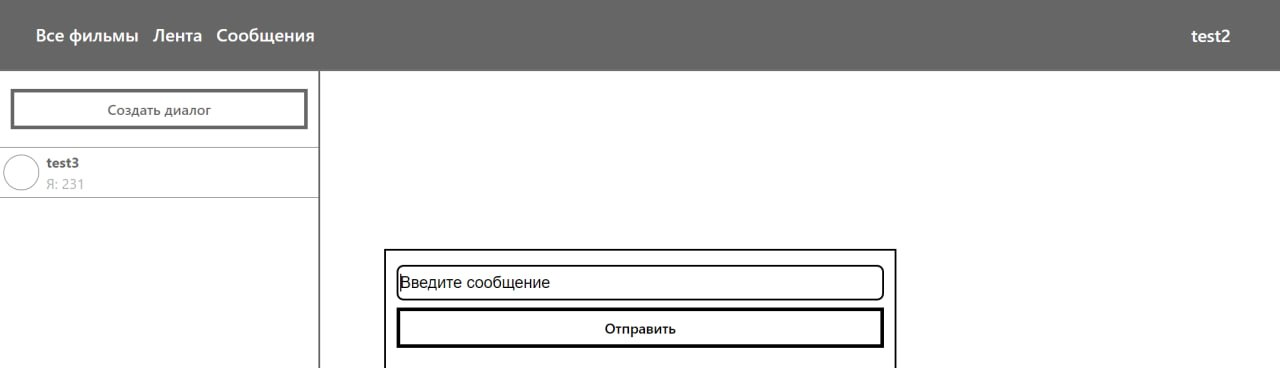 Все фильмы Лента Сообщения test2
Создать диалог
test3
Я: 231
Введите сообщение
Отправить